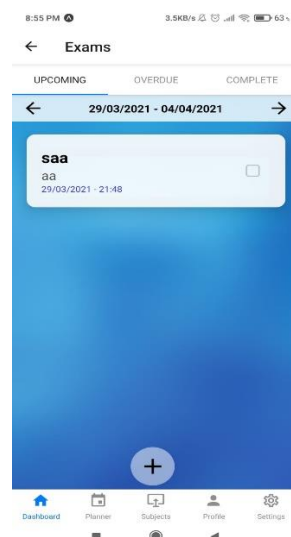 8:55 PM 3.5KB/s 63
Exams
UPCOMING OVERDUE COMPLETE
29/03/2021 - 04/04/2021
saa
aa
29/03/2021 - 21:48
Dashboard Planner Subjects Profile Settings